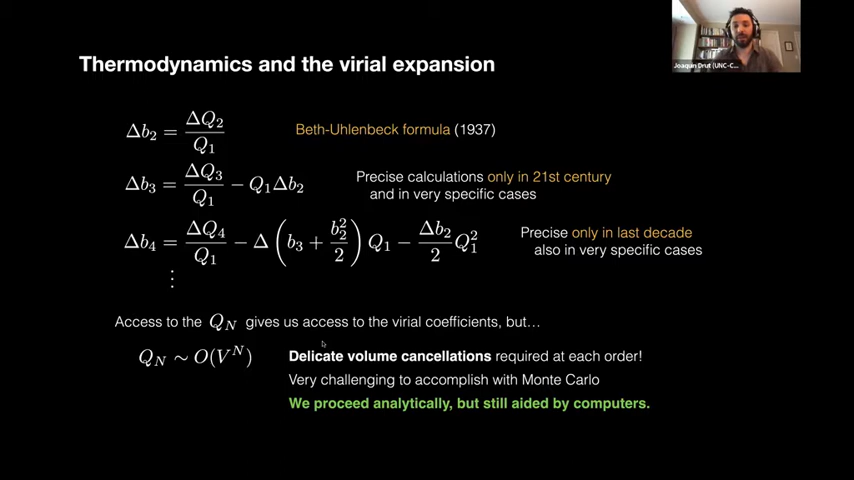 Joaquin Drut (UNC-C...
Thermodynamics and the virial expansion
Δb₂ = ΔQ₂/Q₁ Beth-Uhlenbeck formula (1937)
Δb₃ = ΔQ₃/Q₁ − Q₁Δb₂ Precise calculations only in 21st century
and in very specific cases
Δb₄ = ΔQ₄/Q₁ − Δ(b₃ + b₂²/2) Q₁ − Δb₂/2 Q₁² Precise only in last decade
also in very specific cases
⋮
Access to the Q_N gives us access to the virial coefficients, but...
Q_N ∼ O(V^N) Delicate volume cancellations required at each order!
Very challenging to accomplish with Monte Carlo
We proceed analytically, but still aided by computers.